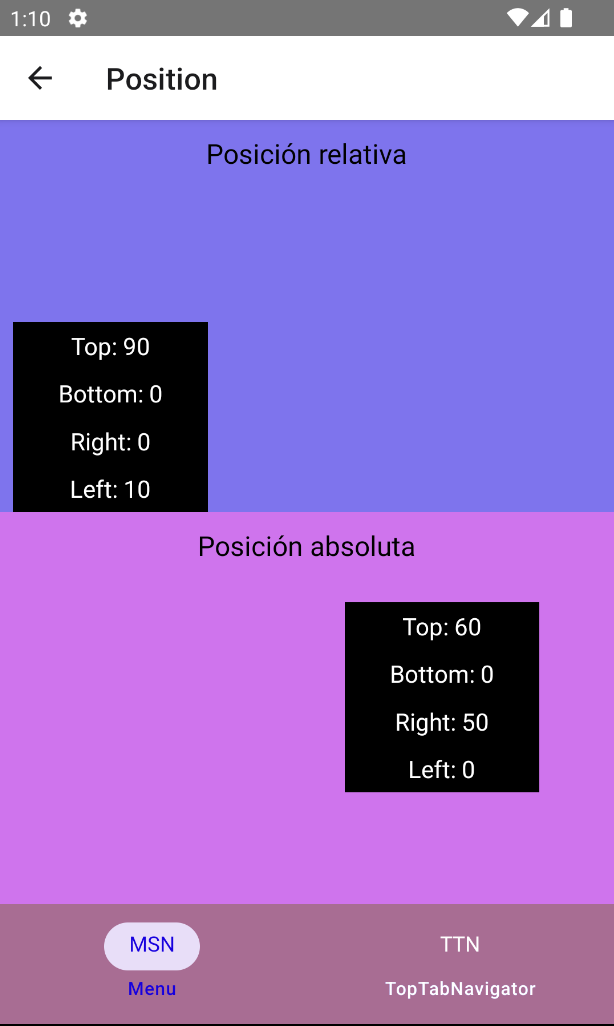 1:10
Position
Posición relativa
Top: 90
Bottom: 0
Right: 0
Left: 10
Posición absoluta
Top: 60
Bottom: 0
Right: 50
Left: 0
MSN
Menu
TTN
TopTabNavigator